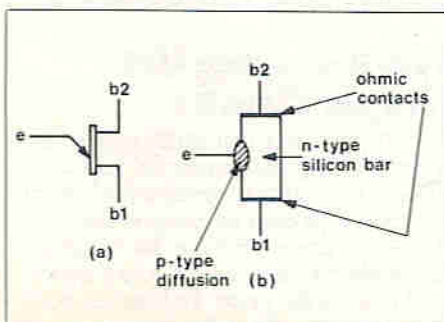 b2
e
b1
(a)
b2
e
b1
(b)
ohmic
contacts
n-type
silicon bar
p-type
diffusion